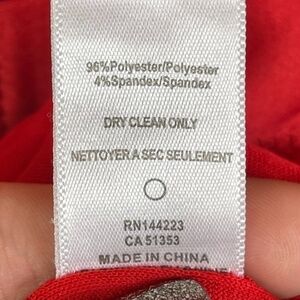 96%Polyester/Polyester
4%Spandex/Spandex
DRY CLEAN ONLY
NETTOYER A SEC SEULEMENT
RN144223
CA 51353
MADE IN CHINA